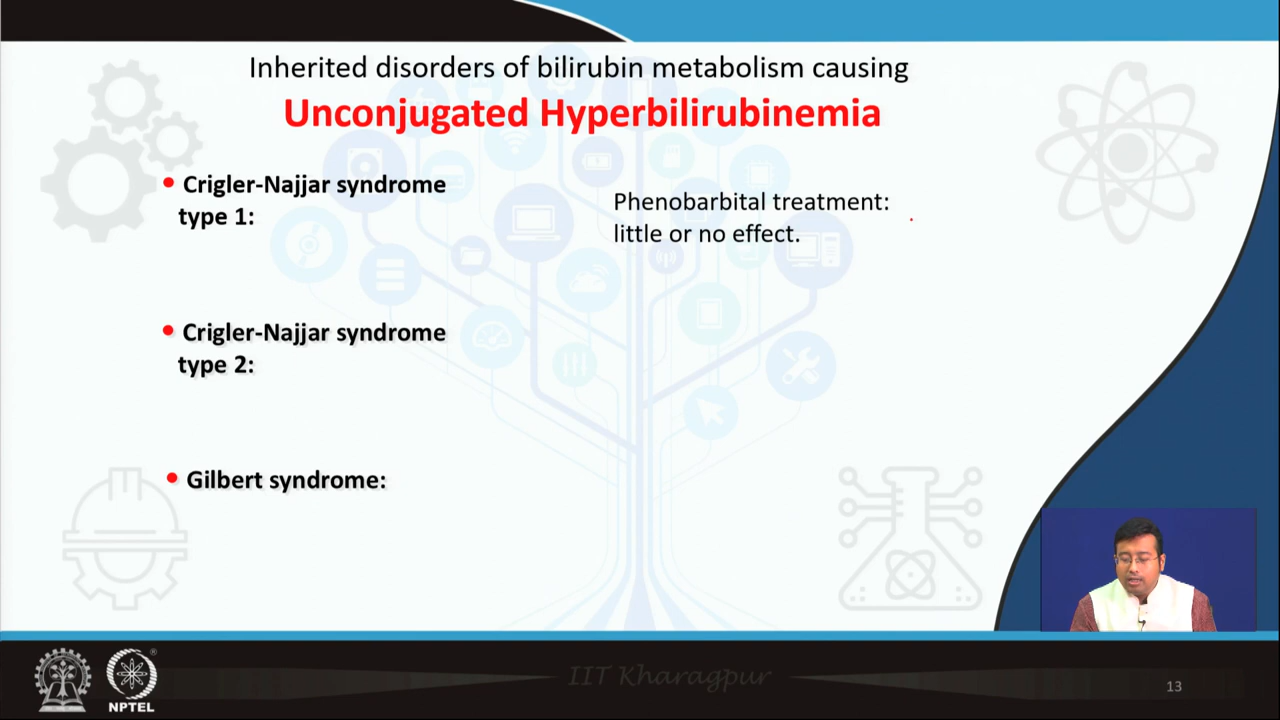 Inherited disorders of bilirubin metabolism causing
Unconjugated Hyperbilirubinemia
• Crigler-Najjar syndrome
type 1:
Phenobarbital treatment:
little or no effect.
• Crigler-Najjar syndrome
type 2:
• Gilbert syndrome:
IIT Kharagpur
NPTEL
13